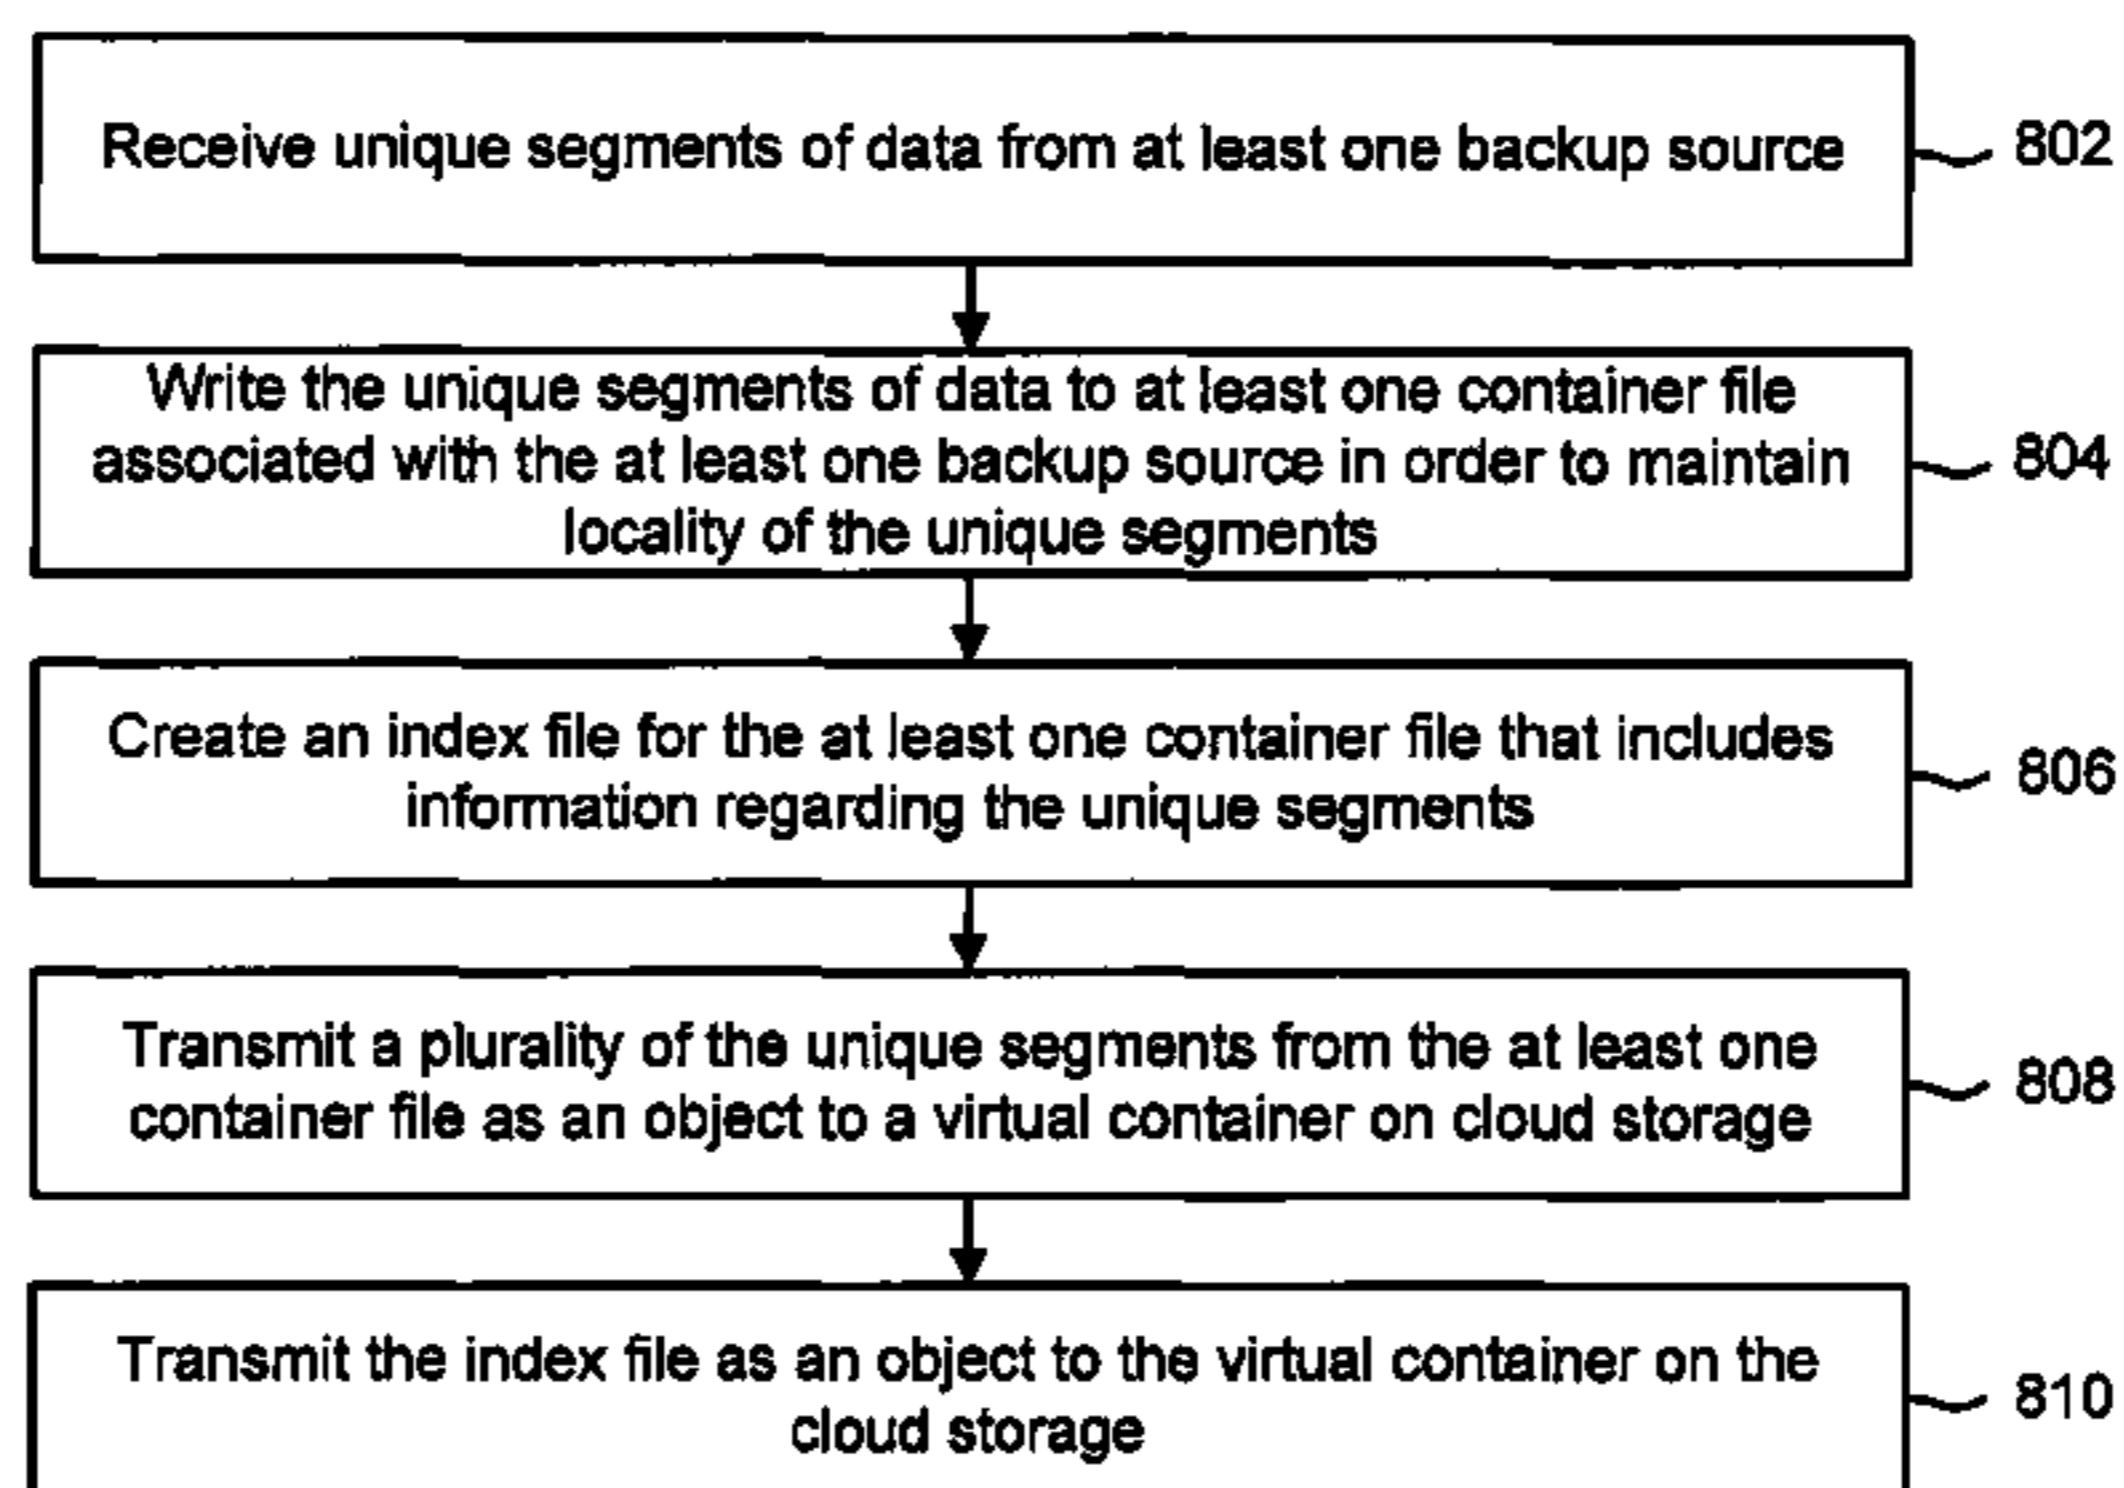 Receive unique segments of data from at least one backup source
802
Write the unique segments of data to at least one container file
associated with the at least one backup source in order to maintain
locality of the unique segments
804
Create an index file for the at least one container file that includes
information regarding the unique segments
806
Transmit a plurality of the unique segments from the at least one
container file as an object to a virtual container on cloud storage
808
Transmit the index file as an object to the virtual container on the
cloud storage
810